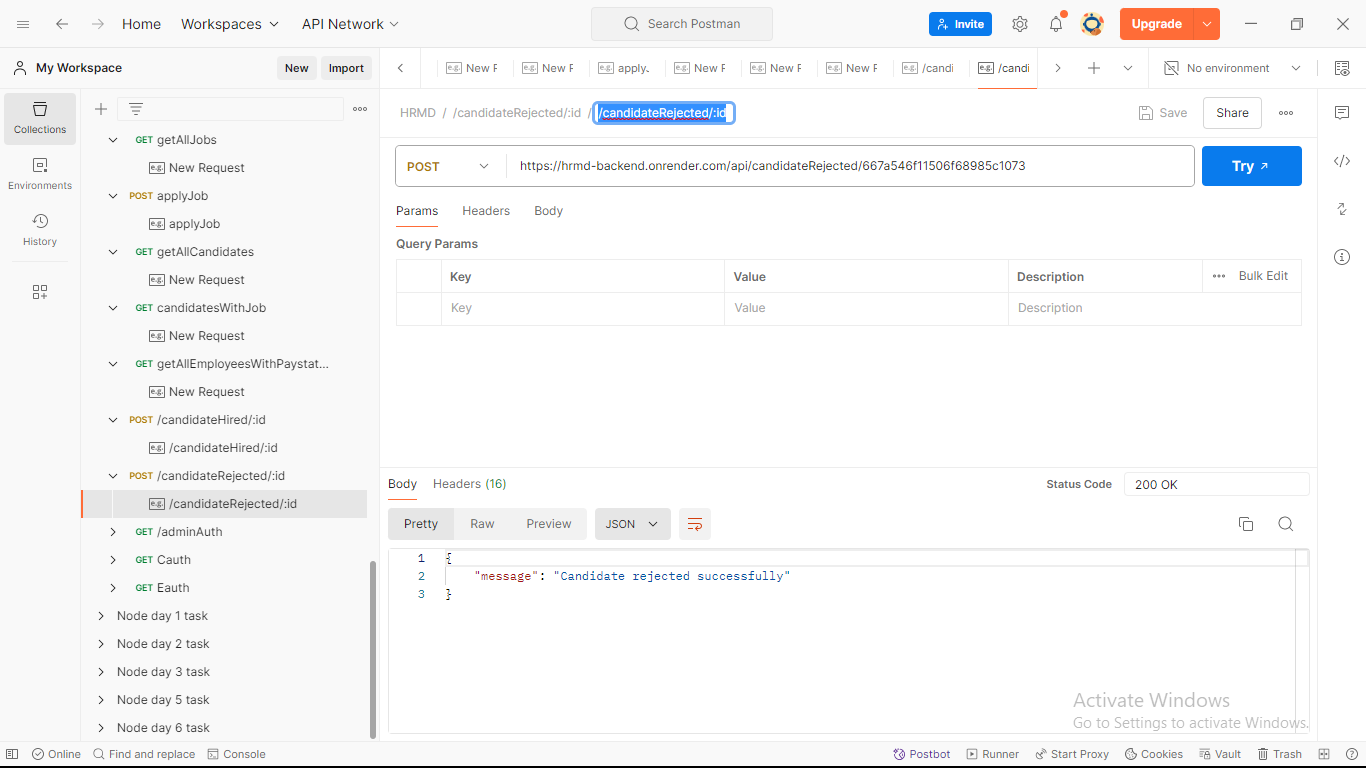 Home Workspaces API Network Search Postman Invite Upgrade
My Workspace New Import New F New F apply. New F New F New F /candi /candi No environment
HRMD / /candidateRejected/:id / /candidateRejected/:id Save Share
Collections
Environments
History
GET getAllJobs
e.g. New Request
POST applyJob
e.g. applyJob
GET getAllCandidates
e.g. New Request
GET candidatesWithJob
e.g. New Request
GET getAllEmployeesWithPaystat...
e.g. New Request
POST /candidateHired/:id
e.g. /candidateHired/:id
POST /candidateRejected/:id
e.g. /candidateRejected/:id
GET /adminAuth
GET Cauth
GET Eauth
Node day 1 task
Node day 2 task
Node day 3 task
Node day 5 task
Node day 6 task
POST https://hrmd-backend.onrender.com/api/candidateRejected/667a546f11506f68985c1073 Try
Params Headers Body
Query Params
Key Value Description Bulk Edit
Key Value Description
Body Headers (16) Status Code 200 OK
Pretty Raw Preview JSON
1 {
2 "message": "Candidate rejected successfully"
3 }
Activate Windows
Go to Settings to activate Windows.
Online Find and replace Console Postbot Runner Start Proxy Cookies Vault Trash